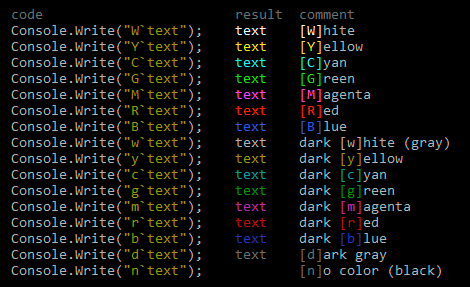 code result comment
Console.Write("W`text"); text [W]hite
Console.Write("Y`text"); text [Y]ellow
Console.Write("C`text"); text [C]yan
Console.Write("G`text"); text [G]reen
Console.Write("M`text"); text [M]agenta
Console.Write("R`text"); text [R]ed
Console.Write("B`text"); text [B]lue
Console.Write("w`text"); text dark [w]hite (gray)
Console.Write("y`text"); text dark [y]ellow
Console.Write("c`text"); text dark [c]yan
Console.Write("g`text"); text dark [g]reen
Console.Write("m`text"); text dark [m]agenta
Console.Write("r`text"); text dark [r]ed
Console.Write("b`text"); text dark [b]lue
Console.Write("d`text"); text [d]ark gray
Console.Write("n`text"); [n]o color (black)